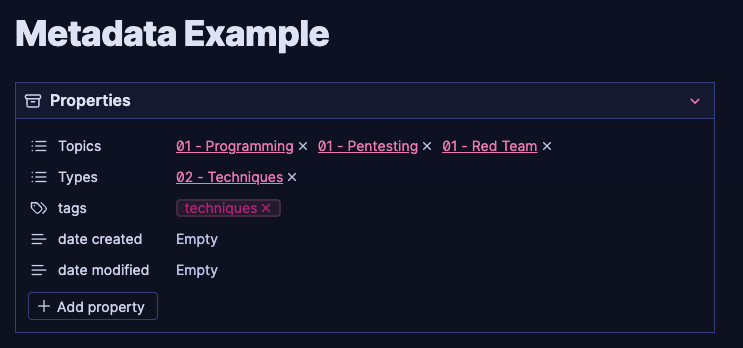 Metadata Example
Properties
Topics 01 - Programming × 01 - Pentesting × 01 - Red Team ×
Types 02 - Techniques ×
tags techniques ×
date created Empty
date modified Empty
+ Add property